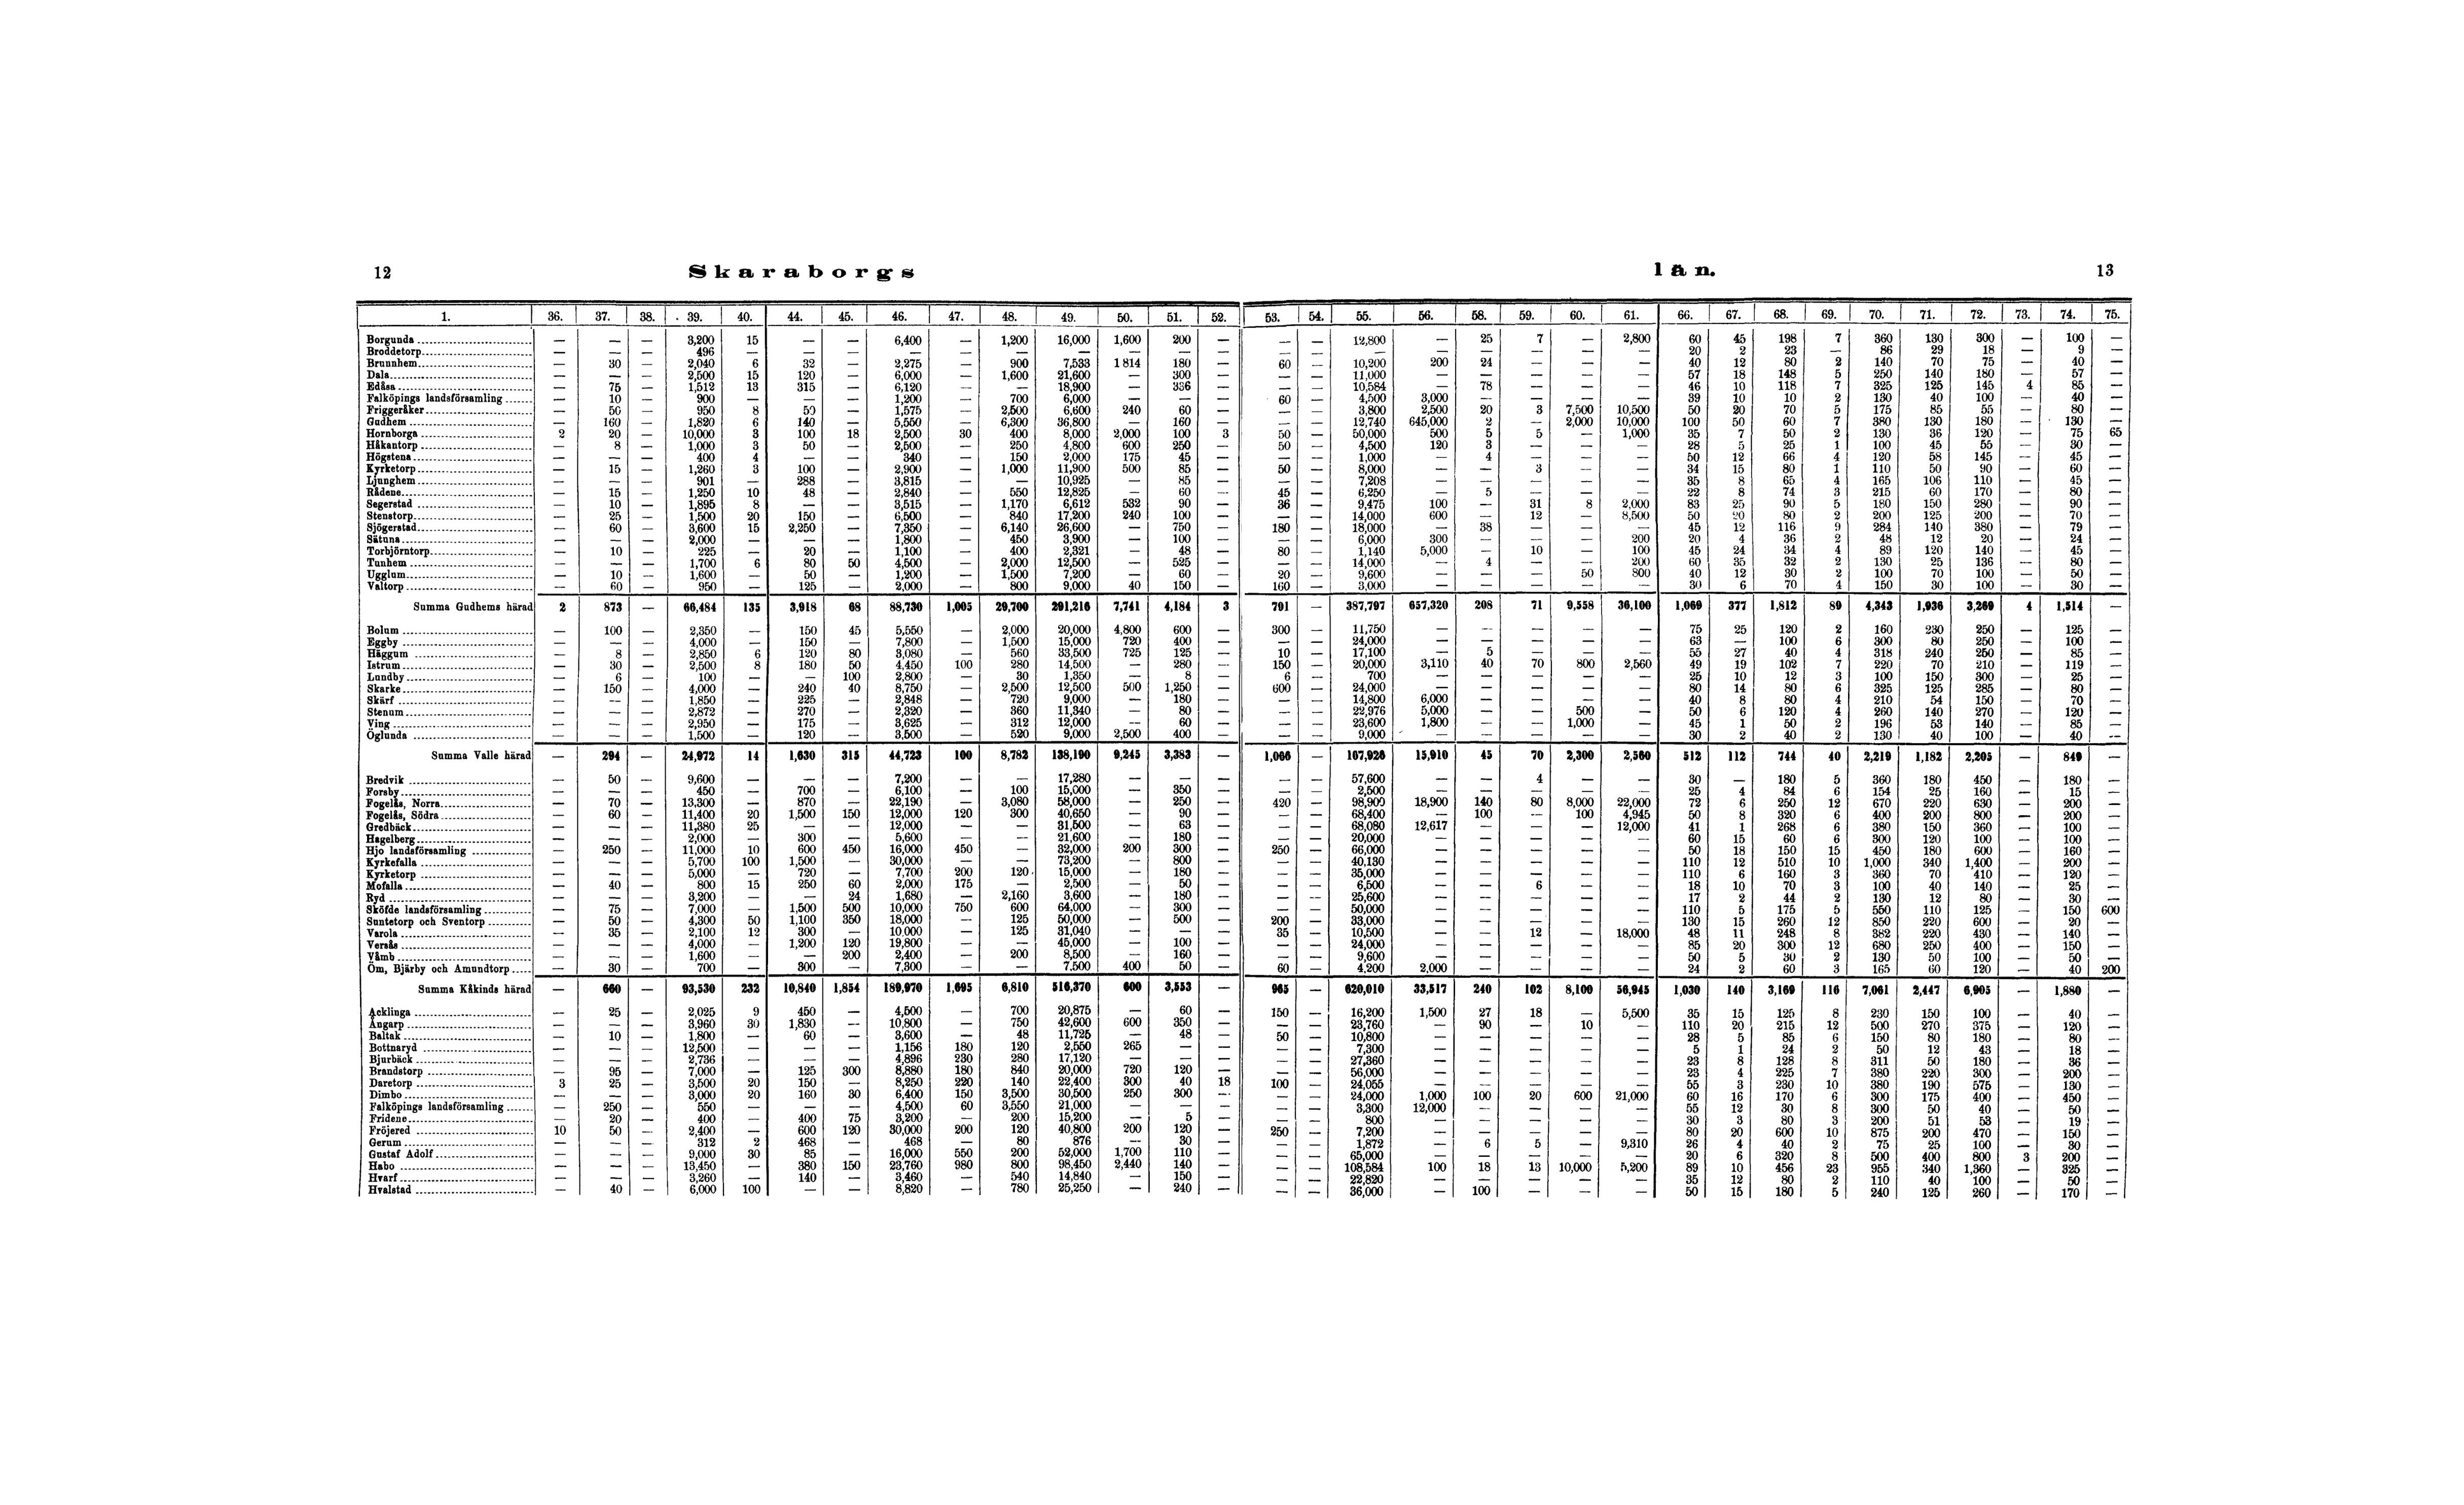 12 Skaraborgs län. 13
1. 36. 37. 38. 39. 40. 44. 45. 46. 47. 48. 49. 50. 51. 52. 53. 54. 55. 56. 58. 59. 60. 61. 66. 67. 68. 69. 70. 71. 72. 73. 74. 75.
Borgunda — — — 3,200 15 — — 6,400 — 1,200 16,000 1,600 200 — — — 12,800 — 25 7 — 2,800 60 45 198 7 360 130 300 — 100 —
Broddetorp — — — 496 — — — — — — — — — — — — — — — — — — 20 2 23 — 86 29 18 — 9 —
Brunnhem — 30 — 2,040 6 32 — 2,275 — 900 7,533 1 814 180 — 60 — 10,200 200 24 — — — 40 12 80 2 140 70 75 — 40 —
Dala — — — 2,500 15 120 — 6,000 — 1,600 21,600 — 300 — — — 11,000 — — — — — 57 18 148 5 250 140 180 — 57 —
Edåsa — 75 — 1,512 13 315 — 6,120 — — 18,900 — 336 — — — 10,584 — 78 — — — 46 10 118 7 325 125 145 4 85 —
Falköpings landsförsamling — 10 — 900 — — — 1,200 — 700 6,000 — — — 60 — 4,500 3,000 — — — — 39 10 10 2 130 40 100 — 40 —
Friggeråker — 50 — 950 8 50 — 1,575 — 2,500 6,600 240 60 — — — 3,800 2,500 20 3 7,500 10,500 50 20 70 5 175 85 55 — 80 —
Gudhem — 160 — 1,820 6 140 — 5,550 — 6,300 36,800 — 160 — — — 12,740 645,000 2 — 2,000 10,000 100 50 60 7 380 130 180 — 130 —
Hornborga 2 20 — 10,000 3 100 18 2,500 30 400 8,000 2,000 100 3 50 — 50,000 500 5 5 — 1,000 35 7 50 2 130 36 120 — 75 65
Håkantorp — 8 — 1,000 3 50 — 2,500 — 250 4,800 600 250 — 50 — 4,500 120 3 — — — 28 5 25 1 100 45 55 — 30 —
Högstena — — — 400 4 — — 340 — 150 2,000 175 45 — — — 1,000 — 4 — — — 50 12 66 4 120 58 145 — 45 —
Kyrketorp — 15 — 1,260 3 100 — 2,900 — 1,000 11,900 500 85 — 50 — 8,000 — — 3 — — 34 15 80 1 110 50 90 — 60 —
Ljunghem — — — 901 — 288 — 3,815 — — 10,925 — 85 — — — 7,208 — — — — — 35 8 65 4 165 106 110 — 45 —
Rådene — 15 — 1,250 10 48 — 2,840 — 550 12,825 — 60 — 45 — 6,250 — 5 — — — 22 8 74 3 215 60 170 — 80 —
Segerstad — 10 — 1,895 8 — — 3,515 — 1,170 6,612 532 90 — 36 — 9,475 100 — 31 8 2,000 83 25 90 5 180 150 280 — 90 —
Stenstorp — 25 — 1,500 20 150 — 6,500 — 840 17,200 240 100 — — — 14,000 600 — 12 — 8,500 50 20 80 2 200 125 200 — 70 —
Sjögerstad — 60 — 3,600 15 2,250 — 7,350 — 6,140 26,600 — 750 — 180 — 18,000 — 38 — — — 45 12 116 9 284 140 380 — 79 —
Sätuna — — — 2,000 — — — 1,800 — 450 3,900 — 100 — — — 6,000 300 — — — 200 20 4 36 2 48 12 20 — 24 —
Torbjörntorp — 10 — 225 — 20 — 1,100 — 400 2,321 — 48 — 80 — 1,140 5,000 — 10 — 100 45 24 34 4 89 120 140 — 45 —
Tunhem — — — 1,700 6 80 50 4,500 — 2,000 12,500 — 525 — — — 14,000 — 4 — — 200 60 35 32 2 130 25 136 — 80 —
Ugglum — 10 — 1,600 — 50 — 1,200 — 1,500 7,200 — 60 — 20 — 9,600 — — — 50 800 40 12 30 2 100 70 100 — 50 —
Valtorp — 60 — 950 — 125 — 2,000 — 800 9,000 40 150 — 160 — 3,000 — — — — — 30 6 70 4 150 30 100 — 30 —
Summa Gudhems härad 2 873 — 66,484 135 3,918 68 88,730 1,005 29,700 291,216 7,741 4,184 3 791 — 387,797 657,320 208 71 9,558 36,100 1,069 377 1,812 89 4,343 1,936 3,269 4 1,514 —
Bolum — 100 — 2,350 — 150 45 5,550 — 2,000 20,000 4,800 600 — 300 — 11,750 — — — — — 75 25 120 2 160 230 250 — 125 —
Eggby — — — 4,000 — 150 — 7,800 — 1,500 15,000 720 400 — — — 24,000 — — — — — 63 — 100 6 300 80 250 — 100 —
Häggum — 8 — 2,850 6 120 80 3,080 — 560 33,500 725 125 — 10 — 17,100 — 5 — — — 55 27 40 4 318 240 250 — 85 —
Istrum — 30 — 2,500 8 180 50 4,450 100 280 14,500 — 280 — 150 — 20,000 3,110 40 70 800 2,560 49 19 102 7 220 70 210 — 119 —
Lundby — 6 — 100 — — 100 2,800 — 30 1,350 — 8 — 6 — 700 — — — — — 25 10 12 3 100 150 300 — 25 —
Skarke — 150 — 4,000 — 240 40 8,750 — 2,500 12,500 500 1,250 — 600 — 24,000 — — — — — 80 14 80 6 325 125 285 — 80 —
Skärf — — — 1,850 — 225 — 2,848 — 720 9,000 — 180 — — — 14,800 6,000 — — — — 40 8 80 4 210 54 150 — 70 —
Stenum — — — 2,872 — 270 — 2,320 — 360 11,340 — 80 — — — 22,976 5,000 — — 500 — 50 6 120 4 260 140 270 — 120 —
Ving — — — 2,950 — 175 — 3,625 — 312 12,000 — 60 — — — 23,600 1,800 — — 1,000 — 45 1 50 2 196 53 140 — 85 —
Öglunda — — — 1,500 — 120 — 3,500 — 520 9,000 2,500 400 — — — 9,000 — — — — — 30 2 40 2 130 40 100 — 40 —
Summa Valle härad — 294 — 24,972 14 1,630 315 44,723 100 8,782 138,190 9,245 3,383 — 1,066 — 167,926 15,910 45 70 2,300 2,560 512 112 744 40 2,219 1,182 2,205 — 849 —
Bredvik — 50 — 9,600 — — — 7,200 — — 17,280 — — — — — 57,600 — — 4 — — 30 — 180 5 360 180 450 — 180 —
Forsby — — — 450 — 700 — 6,100 — 100 15,000 — 350 — — — 2,500 — — — — — 25 4 84 6 154 25 160 — 15 —
Fogelås, Norra — 70 — 13,300 — 870 — 22,190 — 3,080 58,000 — 250 — 420 — 98,900 18,900 140 80 8,000 22,000 72 6 250 12 670 220 630 — 200 —
Fogelås, Södra — 60 — 11,400 20 1,500 150 12,000 120 300 40,650 — 90 — — — 68,400 — 100 — 100 4,945 50 8 320 6 400 200 800 — 200 —
Gredbäck — — — 11,380 25 — — 12,000 — — 31,500 — 63 — — — 68,080 12,617 — — — 12,000 41 1 268 6 380 150 360 — 100 —
Hagelberg — — — 2,000 — 300 — 5,600 — — 21,600 — 180 — — — 20,000 — — — — — 60 15 60 6 300 120 100 — 100 —
Hjo landsförsamling — 250 — 11,000 10 600 450 16,000 450 — 32,000 200 300 — 250 — 66,000 — — — — — 50 18 150 15 450 180 600 — 160 —
Kyrkefalla — — — 5,700 100 1,500 — 30,000 — — 73,200 — 800 — — — 40,130 — — — — — 110 12 510 10 1,000 340 1,400 — 200 —
Kyrketorp — — — 5,000 — 720 — 7,700 200 120 15,000 — 180 — — — 35,000 — — — — — 110 6 160 3 360 70 410 — 120 —
Mofalla — 40 — 800 15 250 60 2,000 175 — 2,500 — 50 — — — 6,500 — — 6 — — 18 10 70 3 100 40 140 — 25 —
Ryd — — — 3,200 — — 24 1,680 — 2,160 3,600 — 180 — — — 25,600 — — — — — 17 2 44 2 130 12 80 — 30 —
Sköfde landsförsamling — 75 — 7,000 — 1,500 500 10,000 750 600 64,000 — 300 — — — 50,000 — — — — — 110 5 175 5 550 110 125 — 150 600
Suntetorp och Sventorp — 50 — 4,300 50 1,100 350 18,000 — 125 50,000 — 500 — 200 — 33,000 — — — — — 130 15 260 12 850 220 600 — 20 —
Varola — 35 — 2,100 12 300 — 10,000 — 125 31,040 — — — 35 — 10,500 — — 12 — 18,000 48 11 248 8 382 220 430 — 140 —
Versås — — — 4,000 — 1,200 120 19,800 — — 45,000 — 100 — — — 24,000 — — — — — 85 20 300 12 680 250 400 — 150 —
Våmb — — — 1,600 — — 200 2,400 — 200 8,500 — 160 — — — 9,600 — — — — — 50 5 30 2 130 50 100 — 50 —
Öm, Bjärby och Amundtorp — 30 — 700 — 300 — 7,300 — — 7,500 400 50 — 60 — 4,200 2,000 — — — — 24 2 60 3 165 60 120 — 40 200
Summa Kåkinds härad — 660 — 93,530 232 10,840 1,854 189,970 1,695 6,810 516,370 600 3,553 — 965 — 620,010 33,517 240 102 8,100 56,945 1,030 140 3,169 116 7,061 2,447 6,905 — 1,880 —
Acklinga — 25 — 2,025 9 450 — 4,500 — 700 20,875 — 60 — 150 — 16,200 1,500 27 18 — 5,500 35 15 125 8 230 150 100 — 40 —
Ångarp — — — 3,960 30 1,830 — 10,800 — 750 42,600 600 350 — — — 23,760 — 90 — 10 — 110 20 215 12 500 270 375 — 120 —
Baltak — 10 — 1,800 — 60 — 3,600 — 48 11,725 — 48 — 50 — 10,800 — — — — — 28 5 85 6 150 80 180 — 80 —
Bottnaryd — — — 12,500 — — — 1,156 180 120 2,550 265 — — — — 7,300 — — — — — 5 1 24 2 50 12 43 — 18 —
Bjurbäck — — — 2,736 — — — 4,896 230 280 17,120 — — — — — 27,360 — — — — — 23 8 128 8 311 50 180 — 36 —
Brandstorp — 95 — 7,000 — 125 300 8,880 180 840 20,000 720 120 — — — 56,000 — — — — — 23 4 225 7 380 220 300 — 200 —
Daretorp 3 25 — 3,500 20 150 — 8,250 220 140 22,400 300 40 18 100 — 24,055 — — — — — 55 3 230 10 380 190 575 — 130 —
Dimbo — — — 3,000 20 160 30 6,400 150 3,500 30,500 250 300 — — — 24,000 1,000 100 20 600 21,000 60 16 170 6 300 175 400 — 450 —
Falköpings landsförsamling — 250 — 550 — — — 4,500 60 3,550 21,000 — — — — — 3,300 12,000 — — — — 55 12 30 8 300 50 40 — 50 —
Fridene — 20 — 400 — 400 75 3,200 — 200 15,200 — 5 — — — 800 — — — — — 30 3 80 3 200 51 53 — 19 —
Fröjered 10 50 — 2,400 — 600 120 30,000 200 120 40,800 200 120 — 250 — 7,200 — — — — — 80 20 600 10 875 200 470 — 150 —
Gerum — — — 312 2 468 — 468 — 80 876 — 30 — — — 1,872 — 6 5 — 9,310 26 4 40 2 75 25 100 — 30 —
Gustaf Adolf — — — 9,000 30 85 — 16,000 550 200 52,000 1,700 110 — — — 65,000 — — — — — 20 6 320 8 500 400 800 3 200 —
Habo — — — 13,450 — 380 150 23,760 980 800 98,450 2,440 140 — — — 108,584 100 18 13 10,000 5,200 89 10 456 23 955 340 1,360 — 325 —
Hvarf — — — 3,260 — 140 — 3,460 — 540 14,840 — 150 — — — 22,820 — — — — — 35 12 80 2 110 40 100 — 50 —
Hvalstad — 40 — 6,000 100 — — 8,820 — 780 25,250 — 240 — — — 36,000 — 100 — — — 50 15 180 5 240 125 260 — 170 —